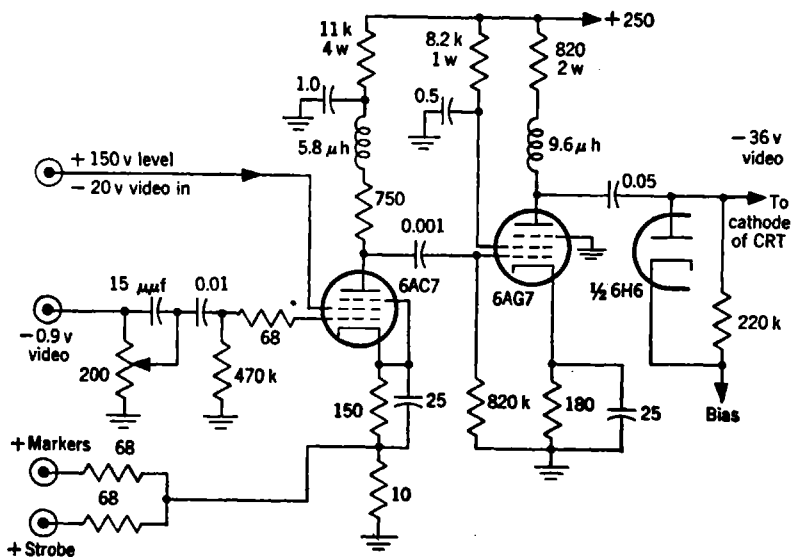 11 k
4 w
8.2 k
1 w
820
2 w
+ 250
1.0
0.5
5.8 μh
9.6 μh
− 36 v
video
+ 150 v level
− 20 v video in
750
0.05
To
cathode
of CRT
0.001
15 μμf
0.01
6AC7
6AG7
½ 6H6
− 0.9 v
video
68
220 k
200
470 k
150
25
820 k
180
25
Bias
+ Markers
68
68
10
+ Strobe